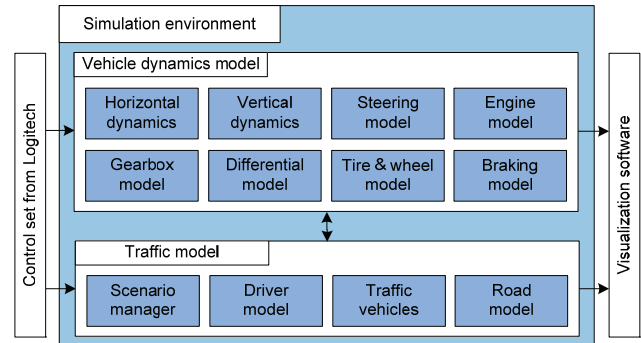 Simulation environment
Control set from Logitech
Vehicle dynamics model
Horizontal
dynamics
Vertical
dynamics
Steering
model
Engine
model
Gearbox
model
Differential
model
Tire & wheel
model
Braking
model
Traffic model
Scenario
manager
Driver
model
Traffic
vehicles
Road
model
Visualization software